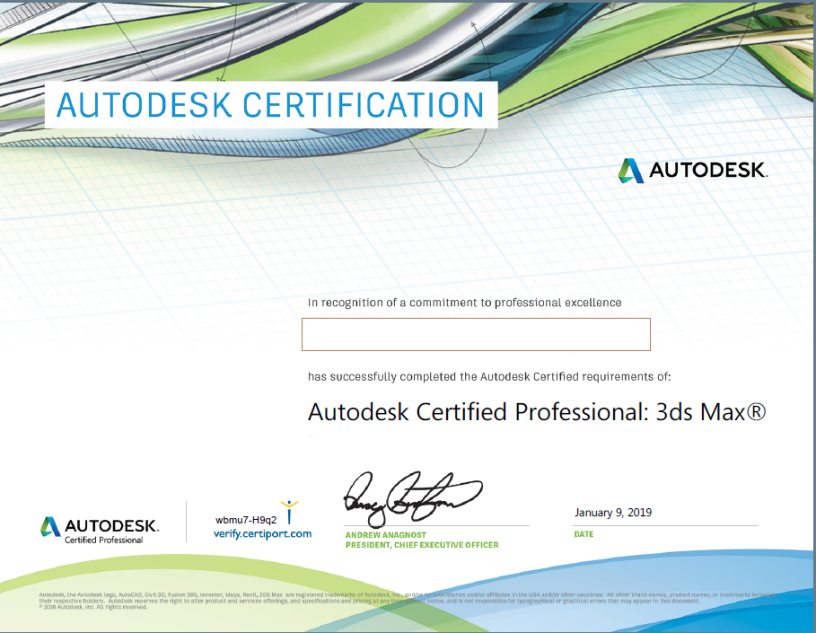 AUTODESK CERTIFICATION
AUTODESK.
In recognition of a commitment to professional excellence
has successfully completed the Autodesk Certified requirements of:
Autodesk Certified Professional: 3ds Max®
AUTODESK.
Certified Professional
wbmu7-H9q2
verify.certiport.com
ANDREW ANAGNOST
PRESIDENT, CHIEF EXECUTIVE OFFICER
January 9, 2019
DATE
Autodesk, the Autodesk logo, AutoCAD, Civil 3D, Fusion 360, Inventor, Maya, Revit, 3DS Max are registered trademarks of Autodesk, Inc., and/or its subsidiaries and/or affiliates in the USA and/or other countries. All other brand names, product names, or trademarks belong to
their respective holders. Autodesk reserves the right to alter product and services offerings, and specifications and pricing at any time without notice, and is not responsible for typographical or graphical errors that may appear in this document.
© 2018 Autodesk, Inc. All rights reserved.